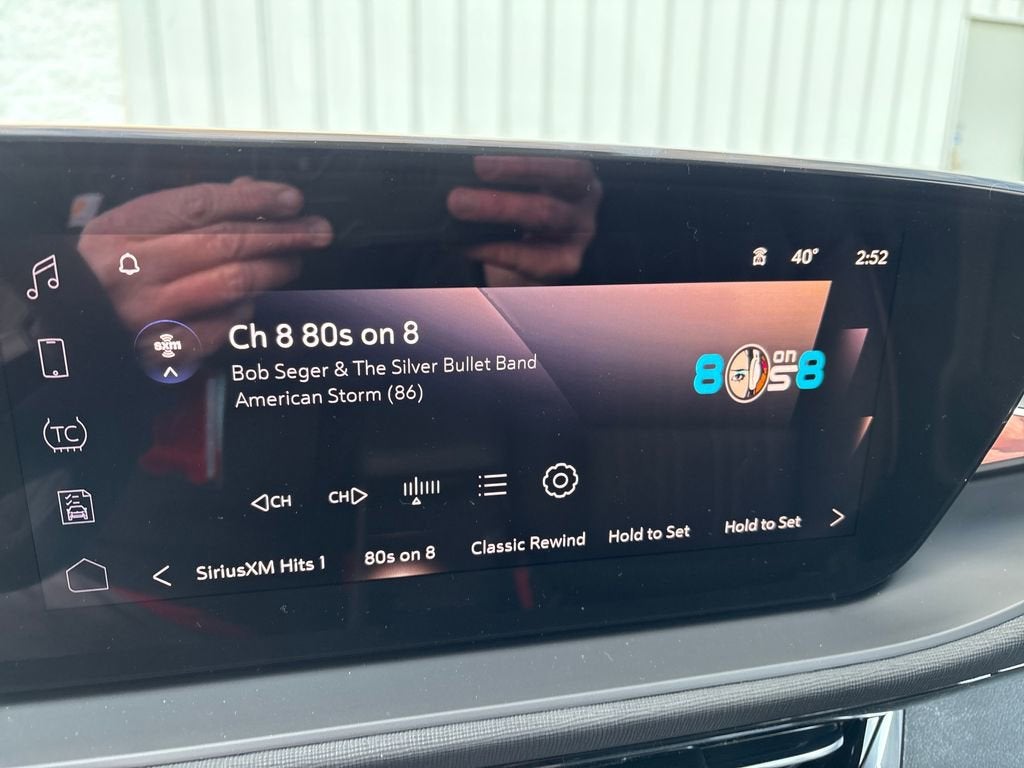 40° 2:52
sxm
Ch 8 80s on 8
Bob Seger & The Silver Bullet Band
American Storm (86)
80s on 8
TC
CH CH
SiriusXM Hits 1 80s on 8 Classic Rewind Hold to Set Hold to Set